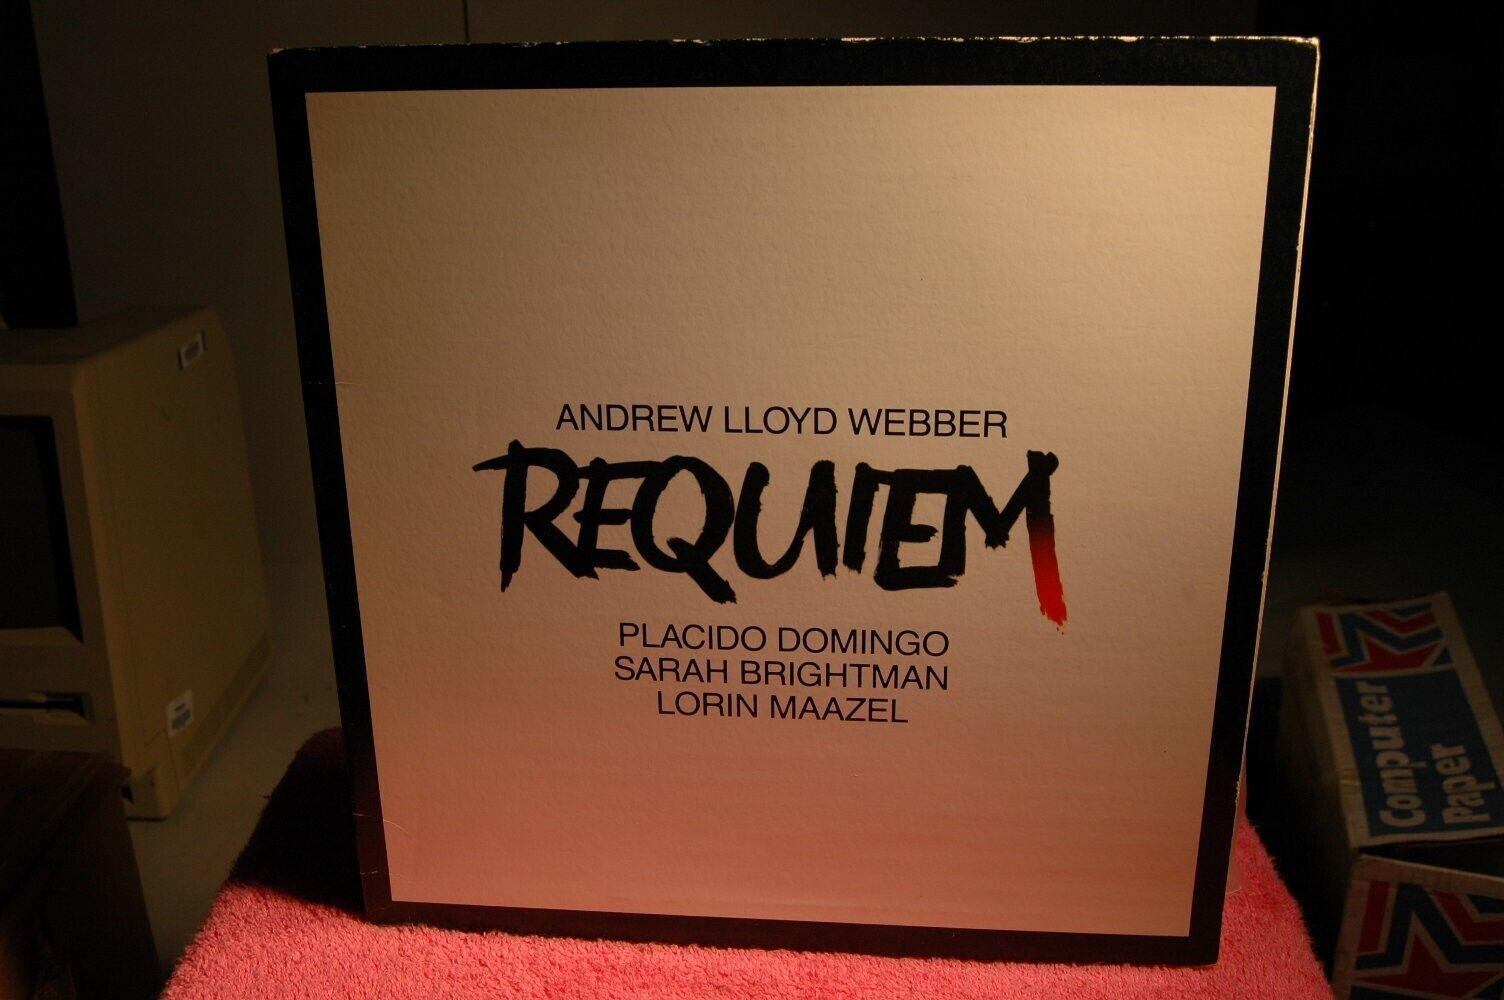 ANDREW LLOYD WEBBER
REQUIEM
PLACIDO DOMINGO
SARAH BRIGHTMAN
LORIN MAAZEL
Computer
Paper